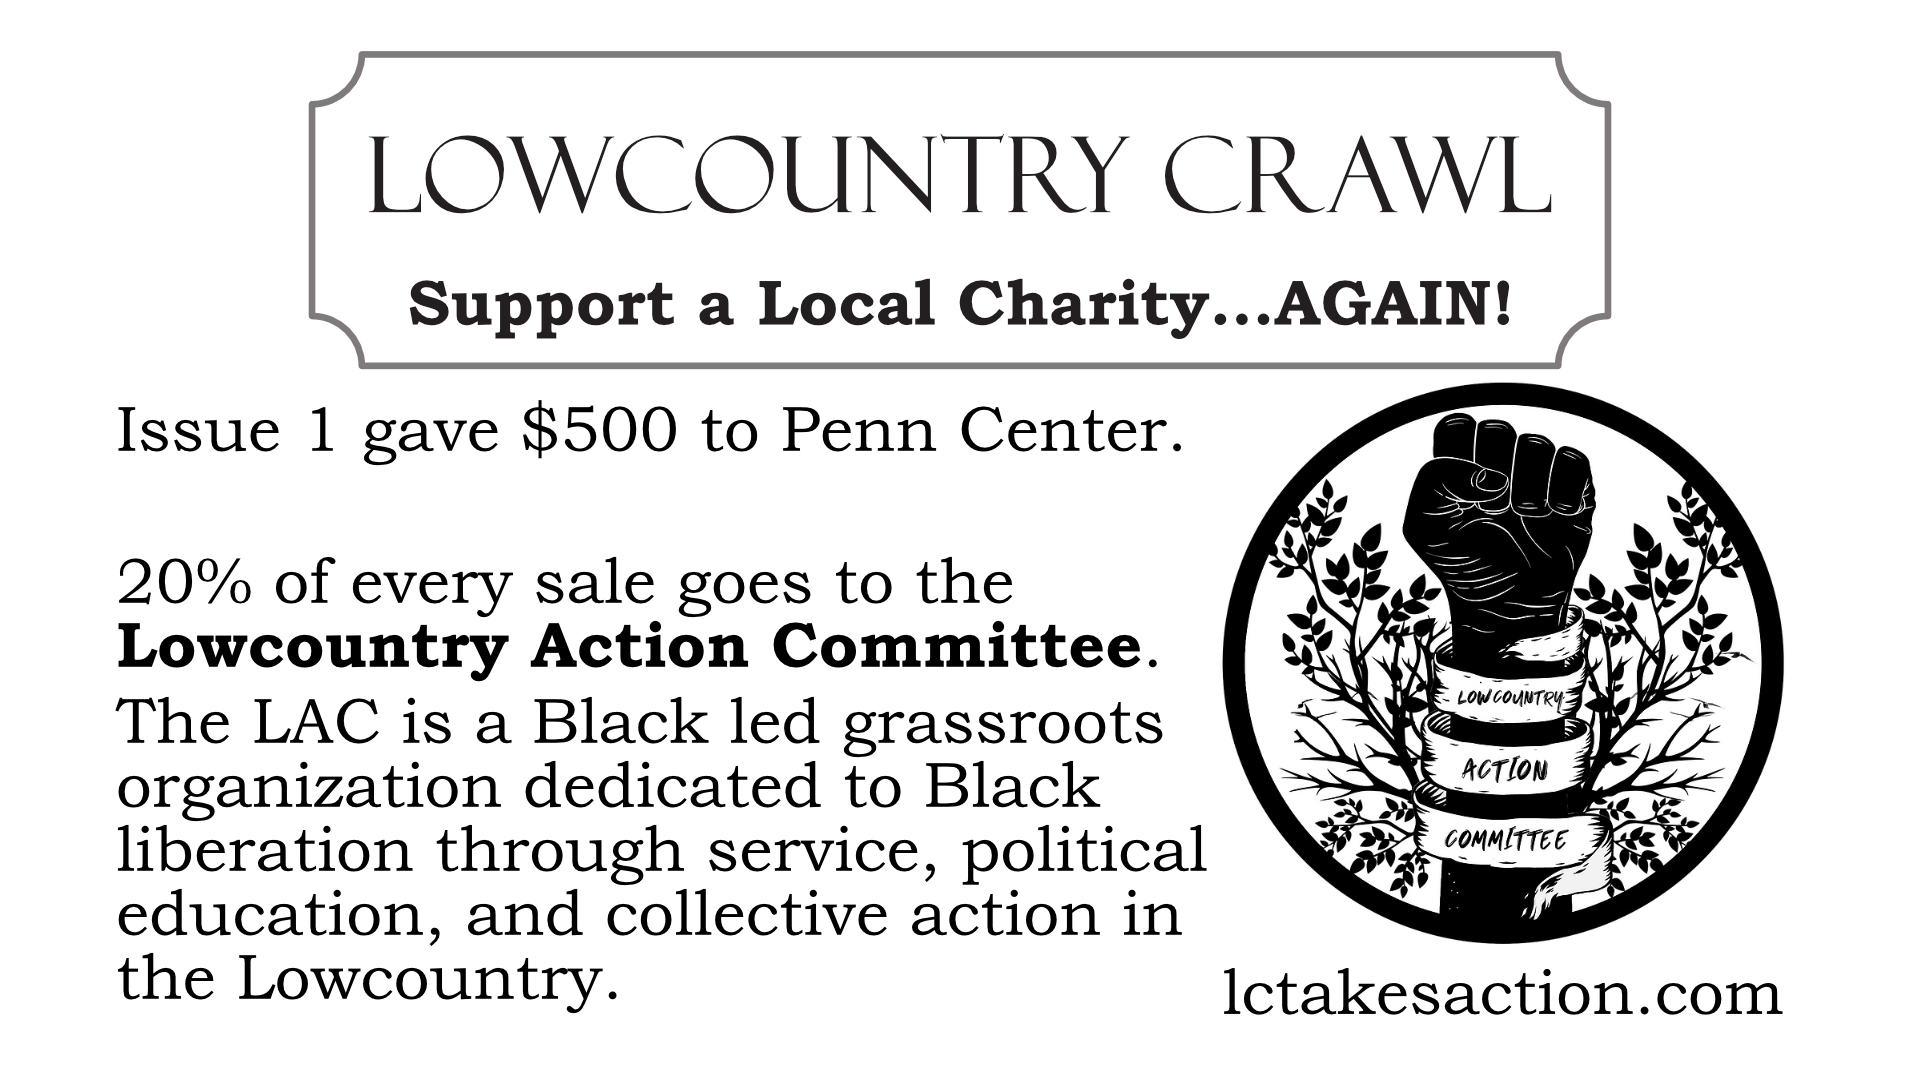 LOWCOUNTRY CRAWL
Support a Local Charity...AGAIN!
Issue 1 gave $500 to Penn Center.
20% of every sale goes to the
Lowcountry Action Committee.
The LAC is a Black led grassroots
organization dedicated to Black
liberation through service, political
education, and collective action in
the Lowcountry.
LOWCOUNTRY
ACTION
COMMITTEE
lctakesaction.com